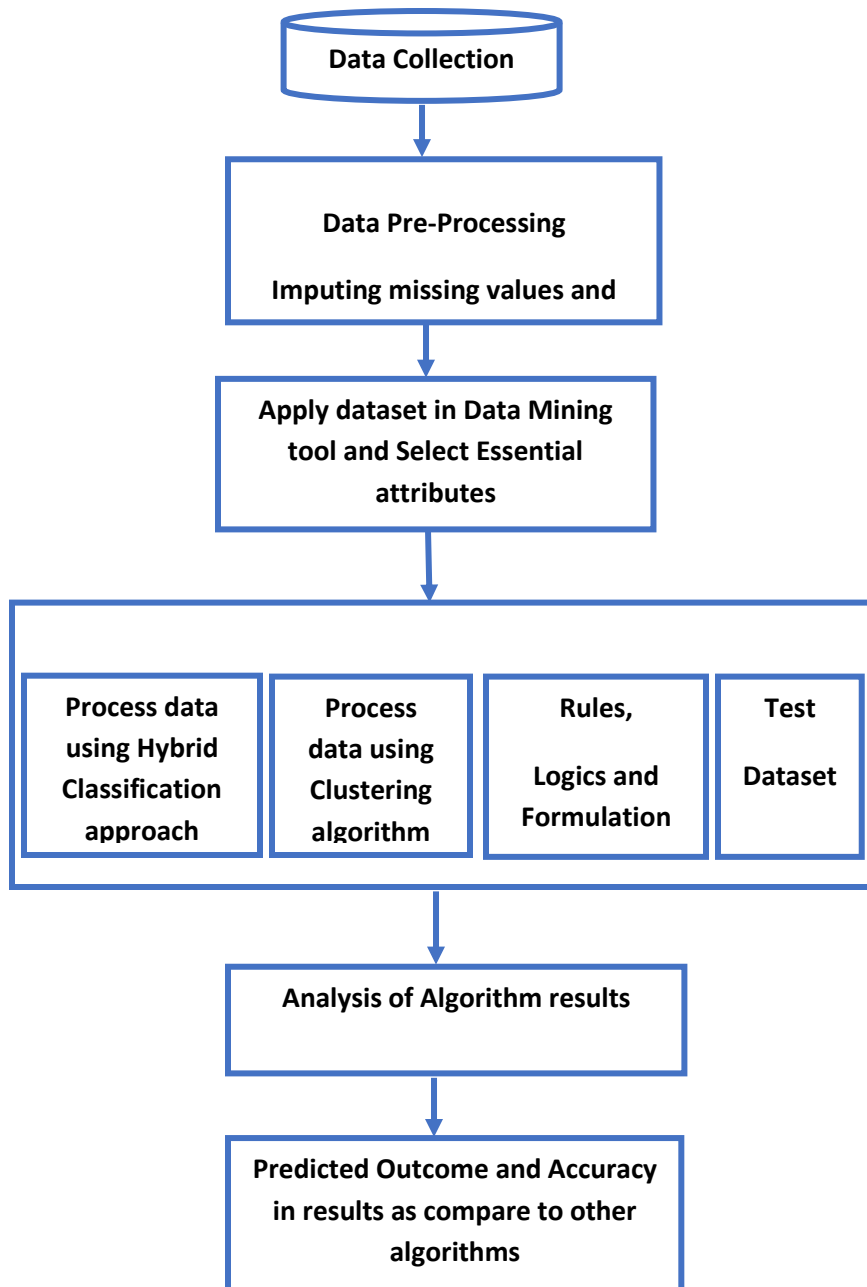 Data Collection
Data Pre-Processing
Imputing missing values and
Apply dataset in Data Mining
tool and Select Essential
attributes
Process data
using Hybrid
Classification
approach
Process
data using
Clustering
algorithm
Rules,
Logics and
Formulation
Test
Dataset
Analysis of Algorithm results
Predicted Outcome and Accuracy
in results as compare to other
algorithms